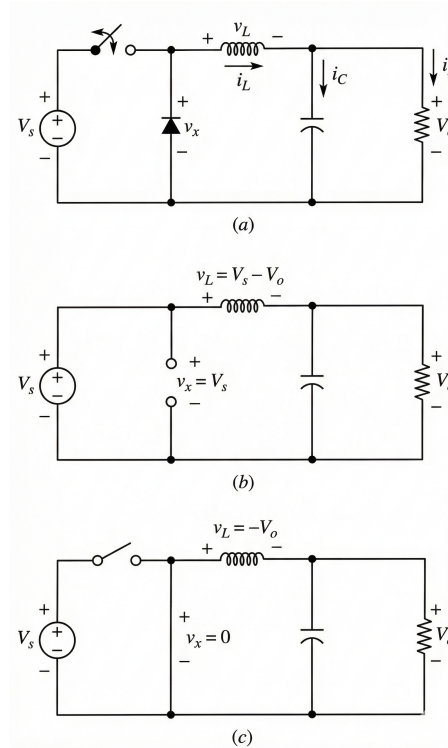 v_L
+ −
i_L
i_C
i
+
V_s
+
−
−
+
v_x
−
+
V
−
(a)
v_L = V_s − V_o
+ −
+
V_s
+
−
−
+
v_x = V_s
−
+
V
−
(b)
v_L = −V_o
+ −
+
V_s
+
−
−
+
v_x = 0
−
+
V
−
(c)